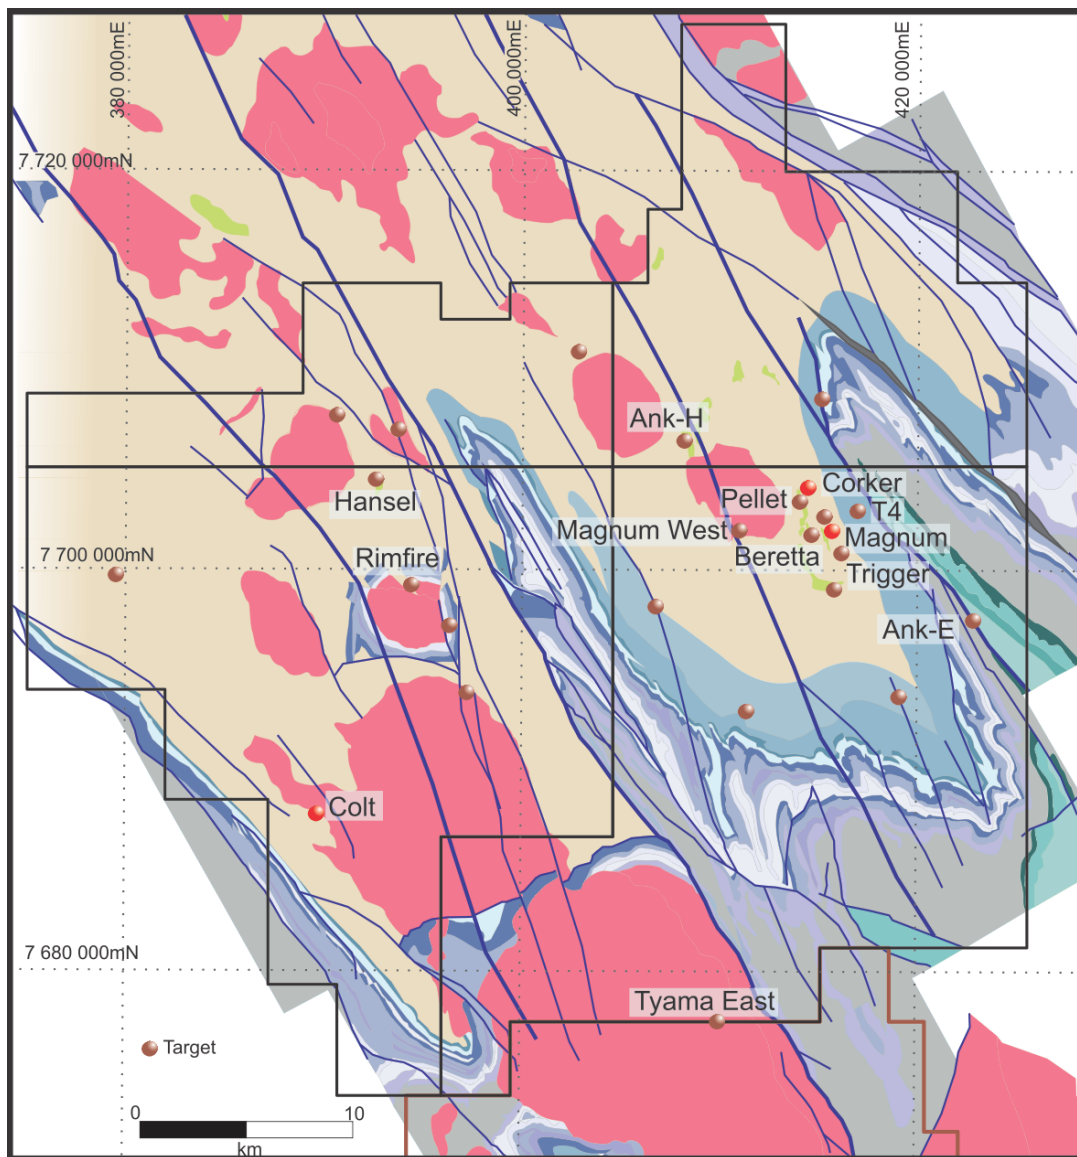 380 000mE
400 000mE
420 000mE
7 720 000mN
Ank-H
Corker
Hansel
Pellet
T4
Magnum West
Magnum
Beretta
Rimfire
7 700 000mN
Trigger
Ank-E
Colt
7 680 000mN
Tyama East
Target
0
10
km